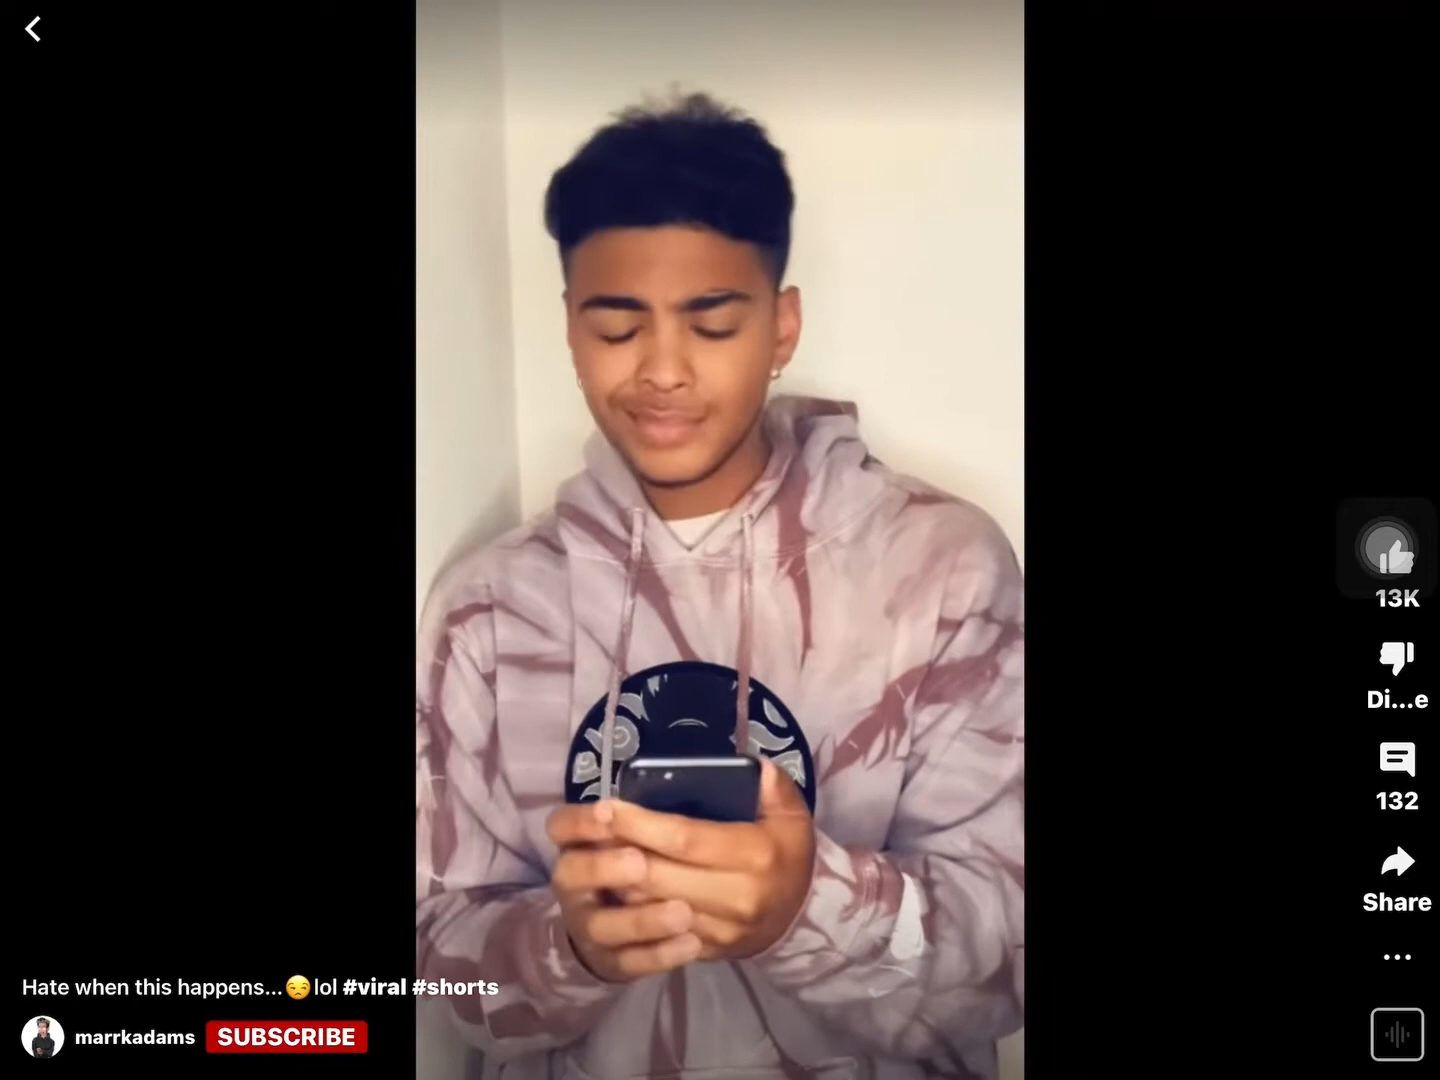 13K
Di...e
132
Share
Hate when this happens...😒lol #viral #shorts
marrkadams SUBSCRIBE